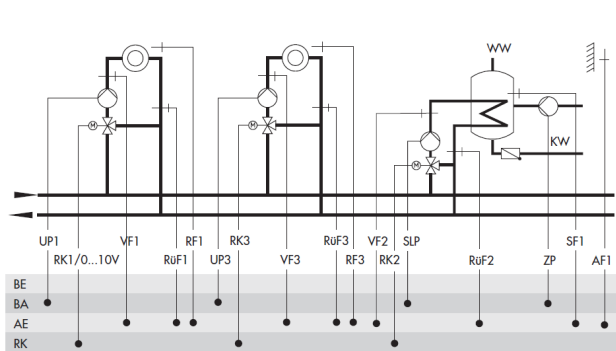 WW
M
M
M
KW
UP1 VF1 RF1 RK3 RüF3 VF2 SLP SF1
RK1/0...10V RüF1 UP3 VF3 RF3 RK2 RüF2 ZP AF1
BE
BA
AE
RK